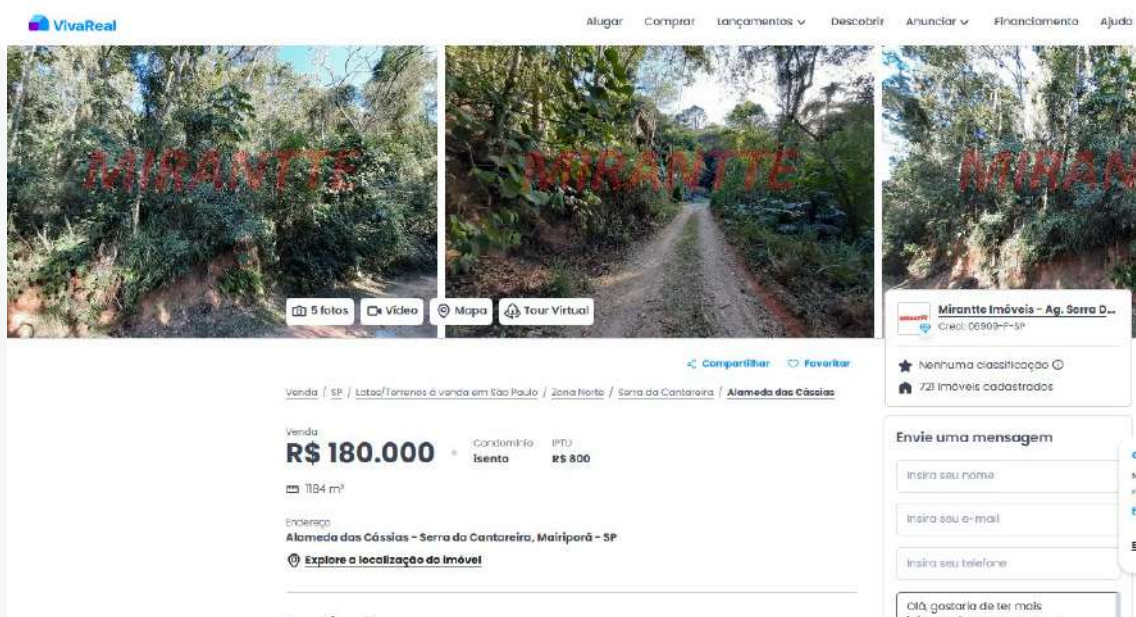 VivaReal
Alugar Comprar Lançamentos Descobrir Anunciar Financiamento Ajuda
MIRANTTE MIRANTTE MIRAN
5 fotos Vídeo Mapa Tour Virtual
Mirantte Imóveis - Ag. Serra D...
Creci: 06909-F-SP
Compartilhar Favoritar
Nenhuma classificação
721 imóveis cadastrados
Venda / SP / Lotes/Terrenos à venda em São Paulo / Zona Norte / Serra da Cantareira / Alameda das Cássias
Envie uma mensagem
Venda
R$ 180.000
Condomínio
isento
IPTU
R$ 800
Insira seu nome
1184 m²
Insira seu e-mail
Endereço
Alameda das Cássias - Serra da Cantareira, Mairiporã - SP
Explore a localização do imóvel
Insira seu telefone
Olá, gostaria de ter mais